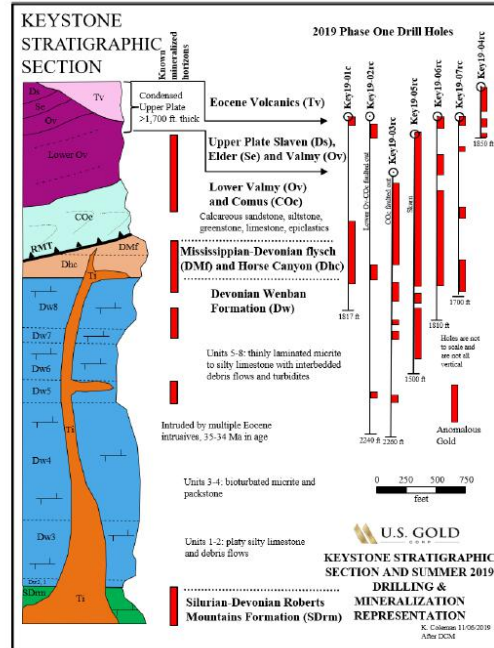 KEYSTONE
STRATIGRAPHIC
SECTION
Known
mineralized
horizons
2019 Phase One Drill Holes
Key19-01c
Key19-02rc
Key19-03rc
Key19-05rc
Key19-06rc
Key19-07rc
Key19-04rc
Ds
Se
Ov
Tv
Lower Ov
COc
RMT
DMf
Dhc
Ti
Dw8
Dw7
Dw6
Dw5
Ti
Dw4
Dw3
SDrm
Ti
Condensed
Upper Plate
>1,700 ft. thick
Eocene Volcanics (Tv)
Upper Plate Slaven (Ds),
Elder (Se) and Valmy (Ov)
Lower Valmy (Ov)
and Comus (COc)
Calcareous sandstone, siltstone,
greenstone, limestone, epiclastics
Mississippian-Devonian flysch
(DMf) and Horse Canyon (Dhc)
Devonian Wenban
Formation (Dw)
Units 5-8: thinly laminated micrite
to silty limestone with interbedded
debris flows and turbidites
Intruded by multiple Eocene
intrusives, 35-34 Ma in age
Units 3-4: bioturbated micrite and
packstone
Units 1-2: platy silty limestone
and debris flows
Silurian-Devonian Roberts
Mountains Formation (SDrm)
Lower Ov-COc faulted out
COc faulted out
Skarn
1850 ft
1817 ft
1810 ft
1700 ft
1500 ft
2240 ft
2260 ft
Holes are not
to scale and
are not all
vertical
Anomalous
Gold
0 250 500 750
feet
U.S. GOLD
CORP
KEYSTONE STRATIGRAPHIC
SECTION AND SUMMER 2019
DRILLING &
MINERALIZATION
REPRESENTATION
K. Coleman 11/06/2019
After DCM